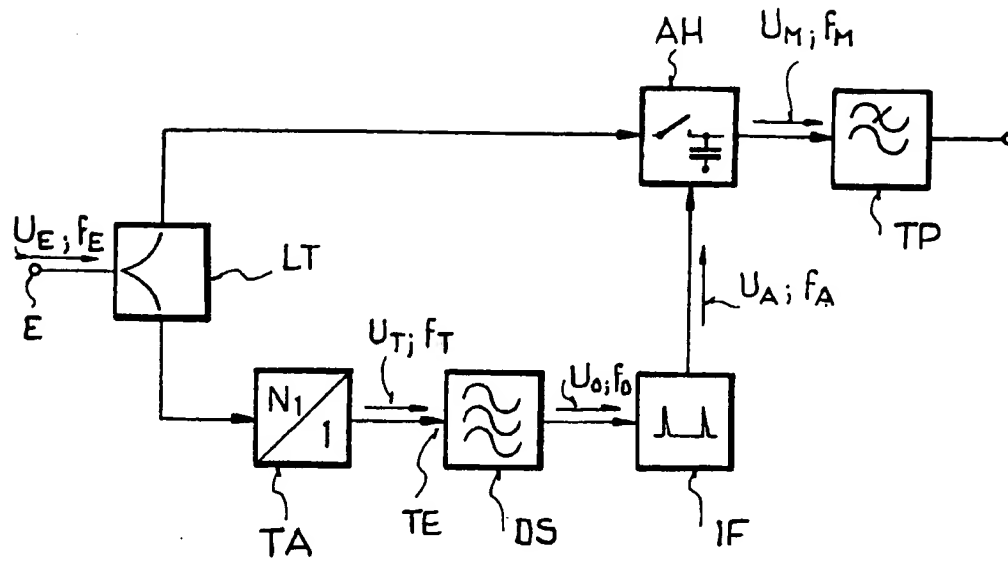 AH
U_M; f_M
TP
U_E; f_E
LT
E
U_A; f_A
U_T; f_T
U_0; f_0
N_1
1
TE
TA
DS
IF